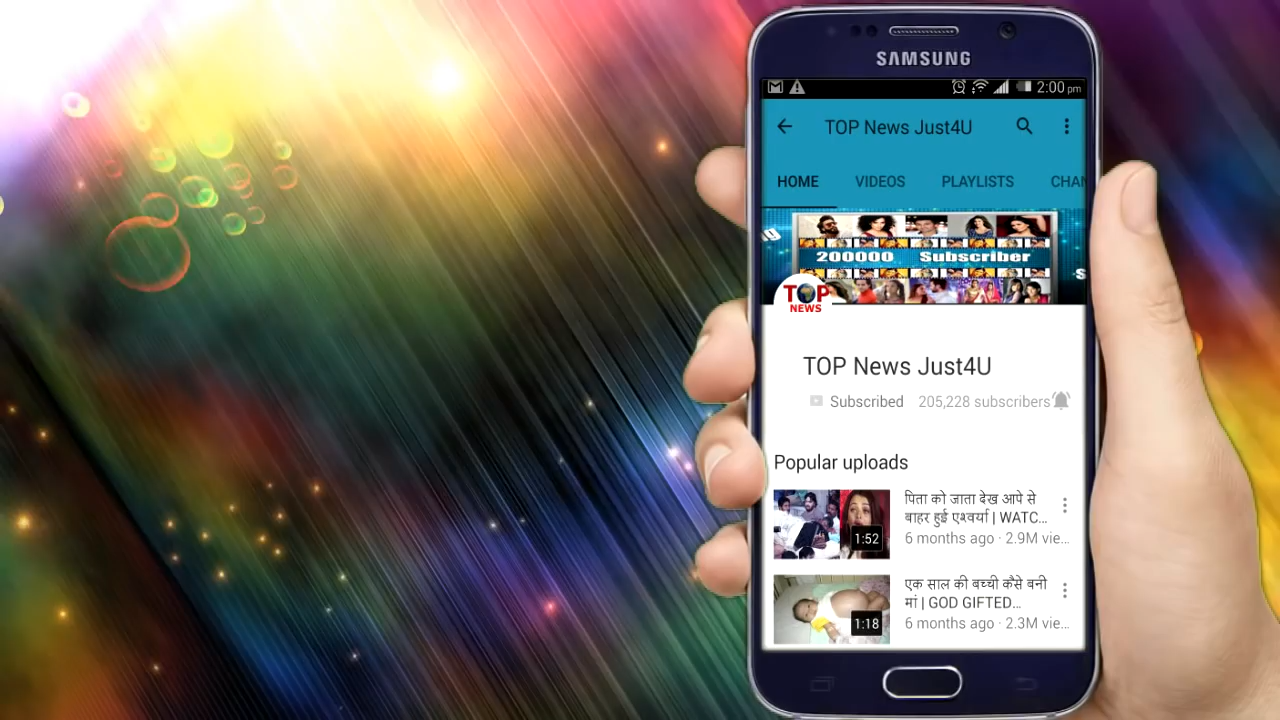 SAMSUNG
2:00 pm
TOP News Just4U
HOME VIDEOS PLAYLISTS CHAN
200000 Subscriber
TOP
NEWS
TOP News Just4U
Subscribed 205,228 subscribers
Popular uploads
पिता को जाता देख आपे से
बाहर हुई एश्वर्या | WATC...
6 months ago · 2.9M vie...
1:52
एक साल की बच्ची कैसे बनी
मां | GOD GIFTED...
6 months ago · 2.3M vie...
1:18